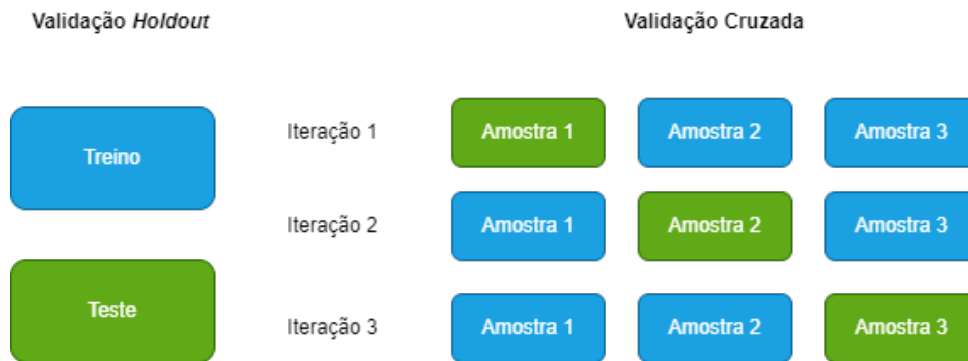 Validação Holdout
Validação Cruzada
Treino
Teste
Iteração 1
Amostra 1
Amostra 2
Amostra 3
Iteração 2
Amostra 1
Amostra 2
Amostra 3
Iteração 3
Amostra 1
Amostra 2
Amostra 3